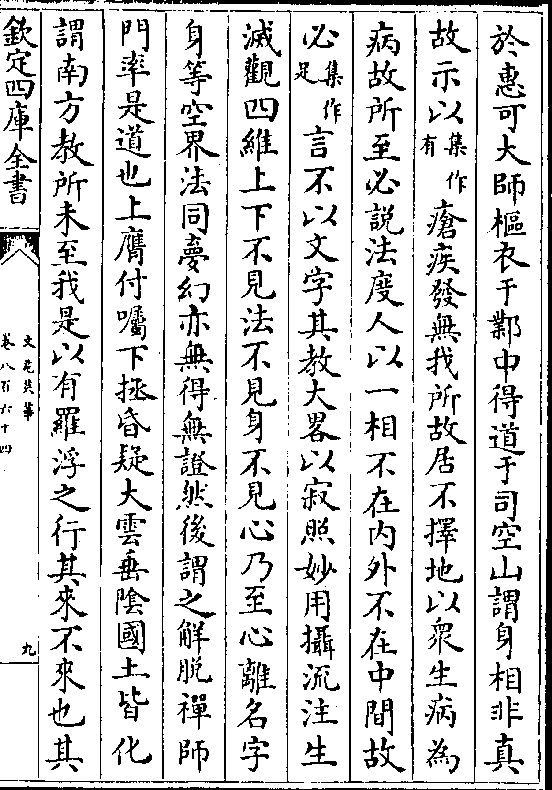 於惠可大師樞衣于鄴中得道于司空山謂身相非真
故示以集作有瘡疾發無我所故居不擇地以衆生病為
病故所至必說法度人以一相不在内外不在中間故
必集作足言不以文字其教大畧以寂照妙用攝流注生
滅觀四維上下不見法不見身不見心乃至心離名字
身等空界法同夢幻亦無得無證然後謂之解脱禪師
門率是道也上膺付囑下拯昏疑大雲垂陰國土皆化
謂南方教所未至我是以有羅浮之行其來不來也其
欽定四庫全書
文苑英華
卷八百六十四
九